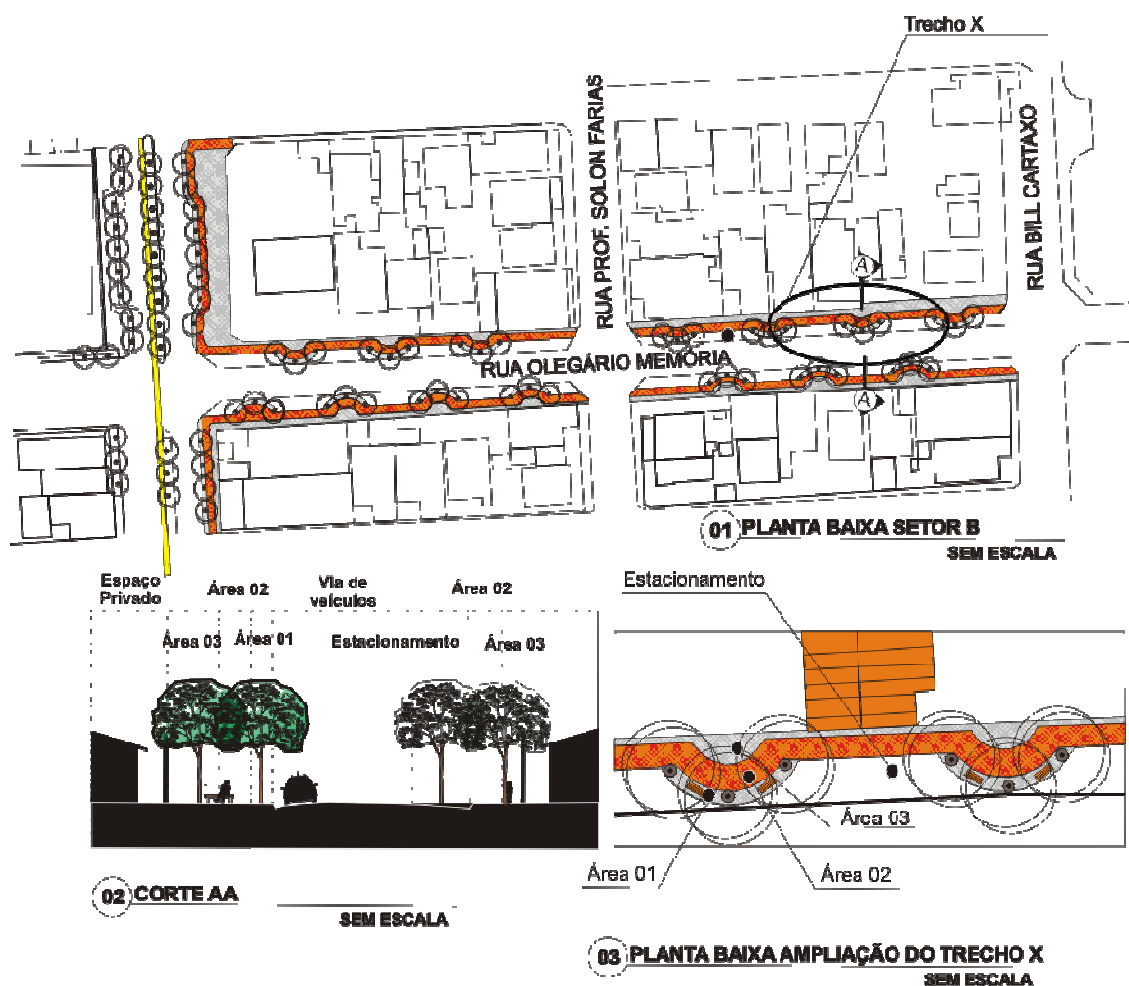 Trecho X
RUA PROF. SOLON FARIAS
RUA BILL CARTAXO
A
RUA OLEGÁRIO MEMÓRIA
A
01 PLANTA BAIXA SETOR B
SEM ESCALA
Espaço
Privado
Área 02
Via de
veículos
Área 02
Área 03
Área 01
Estacionamento
Área 03
02 CORTE AA
SEM ESCALA
Estacionamento
Área 03
Área 01
Área 02
03 PLANTA BAIXA AMPLIAÇÃO DO TRECHO X
SEM ESCALA